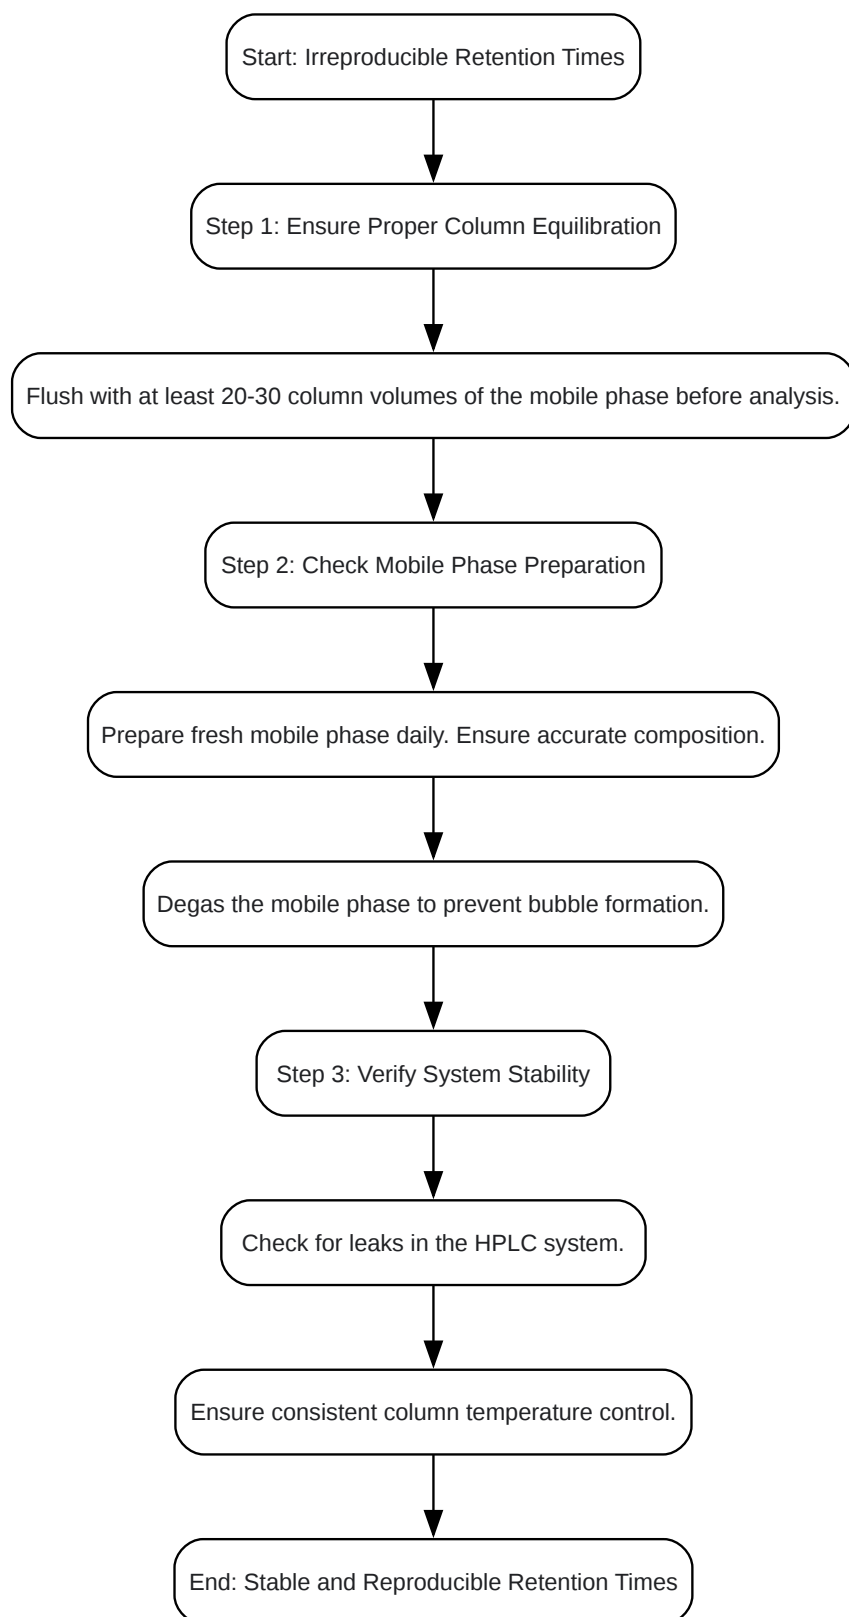 Start: Irreproducible Retention Times
Step 1: Ensure Proper Column Equilibration
Flush with at least 20-30 column volumes of the mobile phase before analysis.
Step 2: Check Mobile Phase Preparation
Prepare fresh mobile phase daily. Ensure accurate composition.
Degas the mobile phase to prevent bubble formation.
Step 3: Verify System Stability
Check for leaks in the HPLC system.
Ensure consistent column temperature control.
End: Stable and Reproducible Retention Times